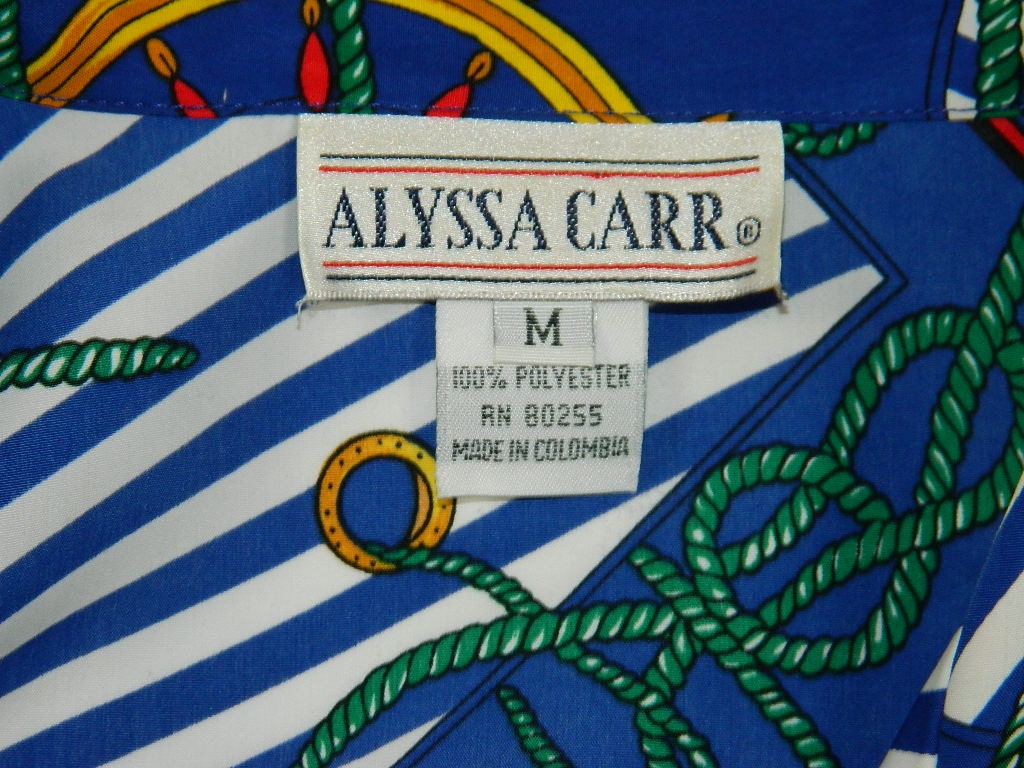 ALYSSA CARR®
M
100% POLYESTER
RN 80255
MADE IN COLOMBIA